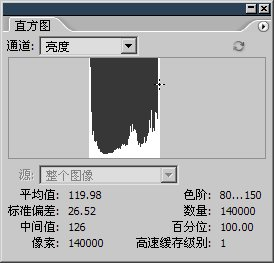 直方图
通道: 亮度
源: 整个图像
平均值: 119.98 色阶: 80...150
标准偏差: 26.52 数量: 140000
中间值: 126 百分位: 100.00
像素: 140000 高速缓存级别: 1